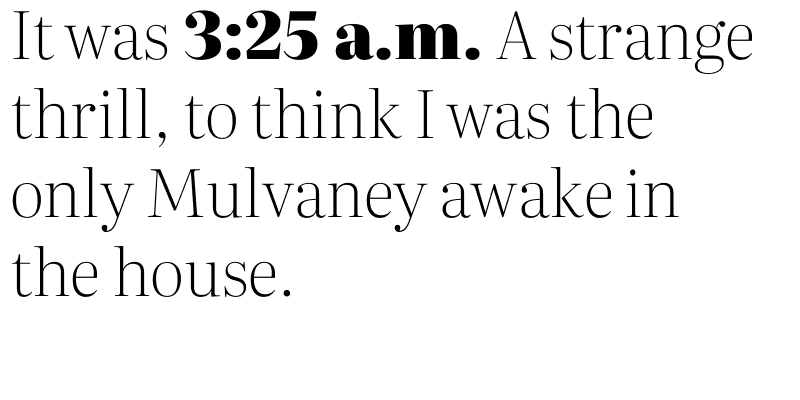 It was 3:25 a.m. A strange
thrill, to think I was the
only Mulvaney awake in
the house.